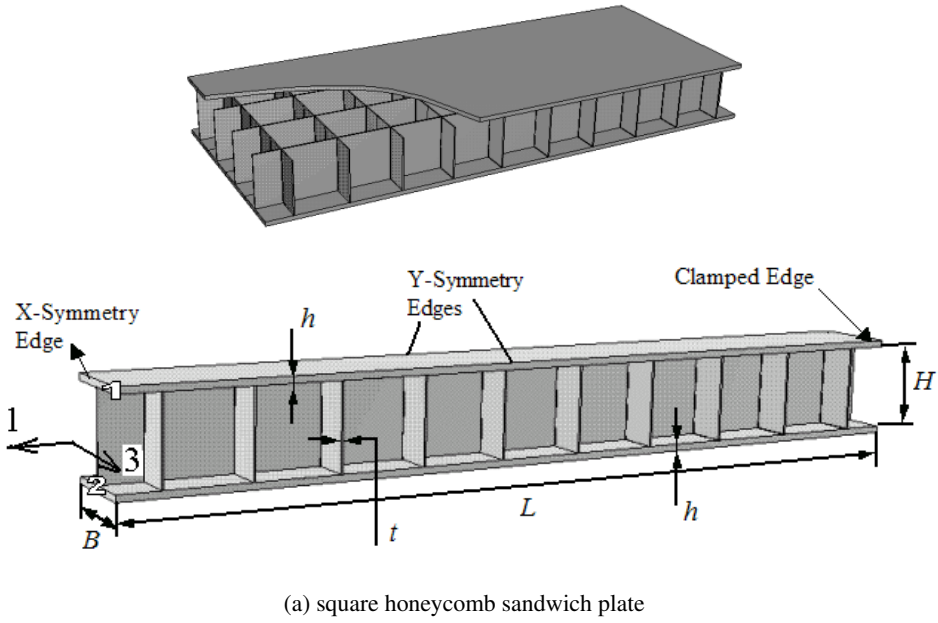 Clamped Edge
Y-Symmetry
Edges
X-Symmetry
Edge
h
1
H
1
3
2
L
h
B
t
(a) square honeycomb sandwich plate